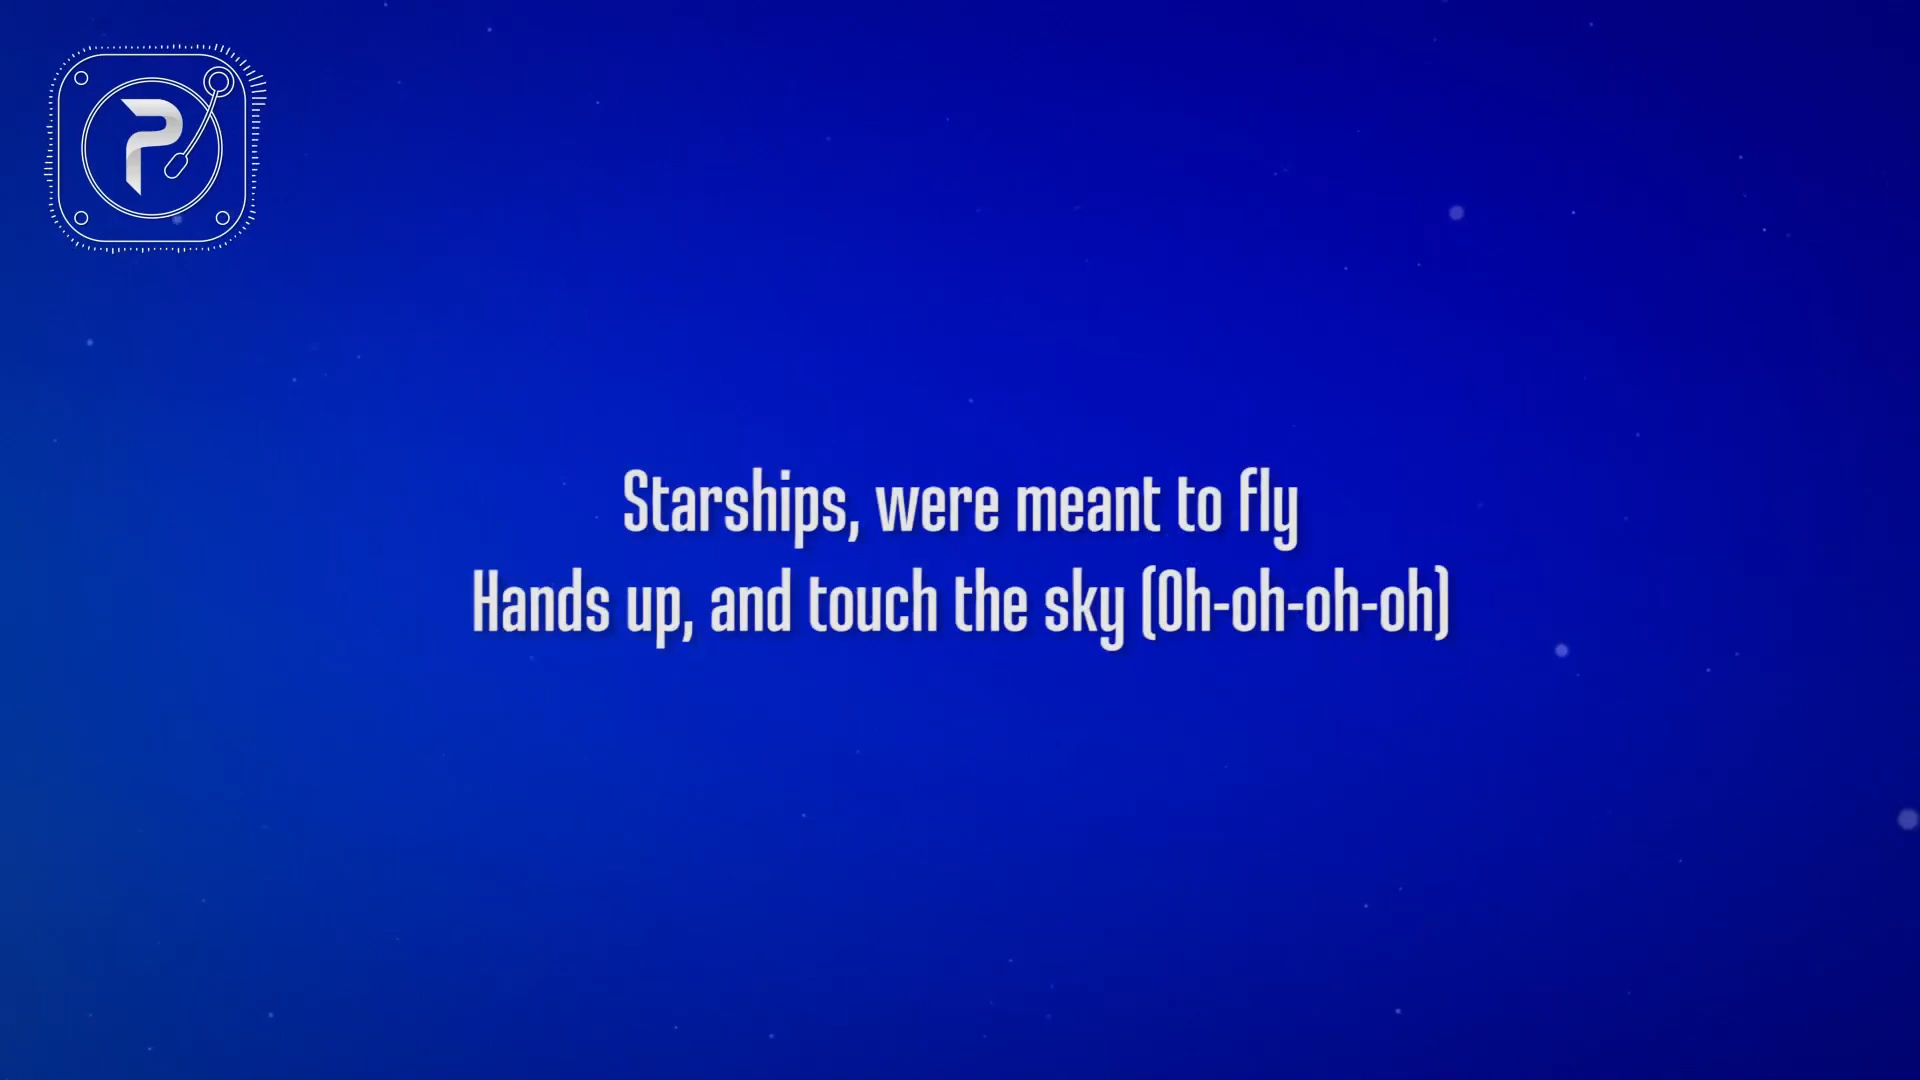 P
Starships, were meant to fly
Hands up, and touch the sky (Oh-oh-oh-oh)